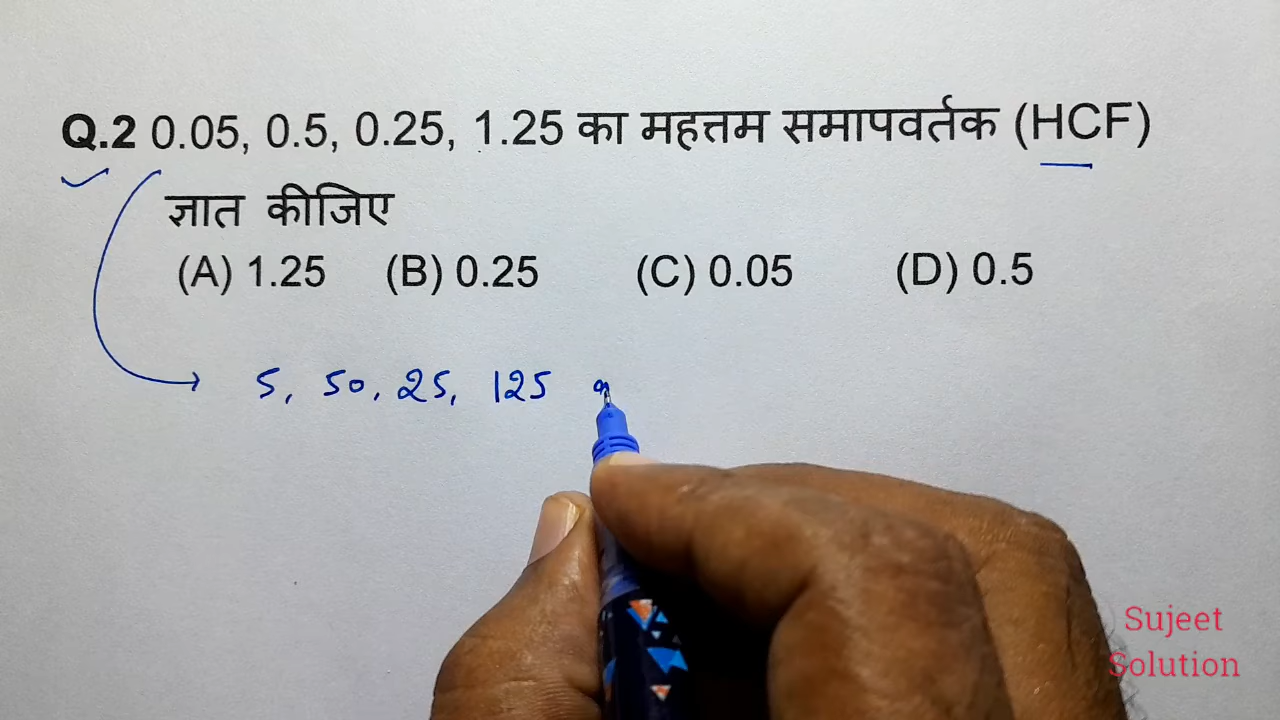 Q.2 0.05, 0.5, 0.25, 1.25 का महत्तम समापवर्तक (HCF)
ज्ञात कीजिए
(A) 1.25 (B) 0.25 (C) 0.05 (D) 0.5
5, 50, 25, 125
Sujeet
Solution